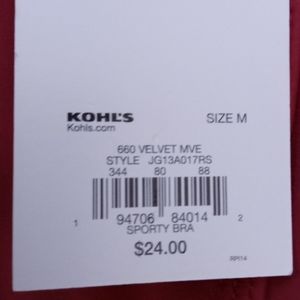 KOHL'S
Kohls.com
SIZE M
660 VELVET MVE
STYLE JG13A017RS
344 80 88
1 94706 84014 2
SPORTY BRA
$24.00
RPI14